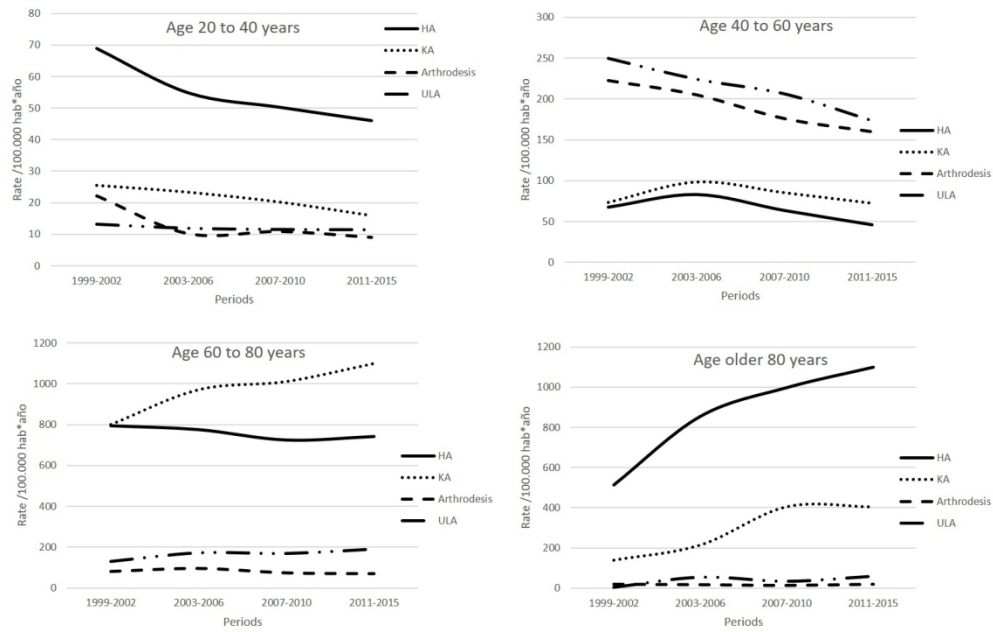 Age 20 to 40 years
Rate /100.000 hab*año
80
70
60
50
40
30
20
10
0
1999-2002
2003-2006
2007-2010
2011-2015
Periods
HA
KA
Arthrodesis
ULA
Age 40 to 60 years
Rate /100.000 hab*año
300
250
200
150
100
50
0
1999-2002
2003-2006
2007-2010
2011-2015
Periods
HA
KA
Arthrodesis
ULA
Age 60 to 80 years
Rate /100.000 hab*año
1200
1000
800
600
400
200
0
1999-2002
2003-2006
2007-2010
2011-2015
Periods
HA
KA
Arthrodesis
ULA
Age older 80 years
Rate /100.000 hab*año
1200
1000
800
600
400
200
0
1999-2002
2003-2006
2007-2010
2011-2015
Periods
HA
KA
Arthrodesis
ULA